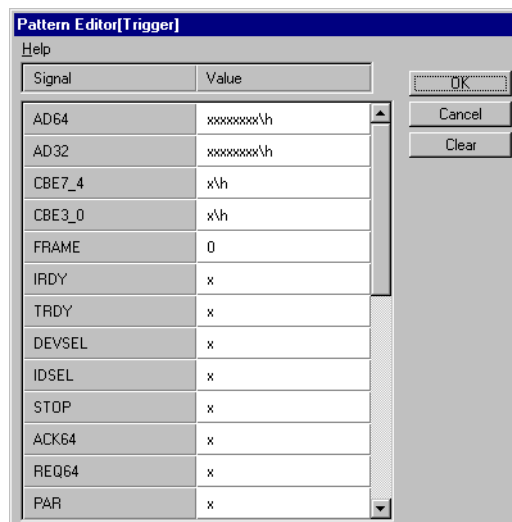 Pattern Editor[Trigger]
Help
Signal Value
OK
Cancel
Clear
AD64 xxxxxxxx\h
AD32 xxxxxxxx\h
CBE7_4 x\h
CBE3_0 x\h
FRAME 0
IRDY x
TRDY x
DEVSEL x
IDSEL x
STOP x
ACK64 x
REQ64 x
PAR x